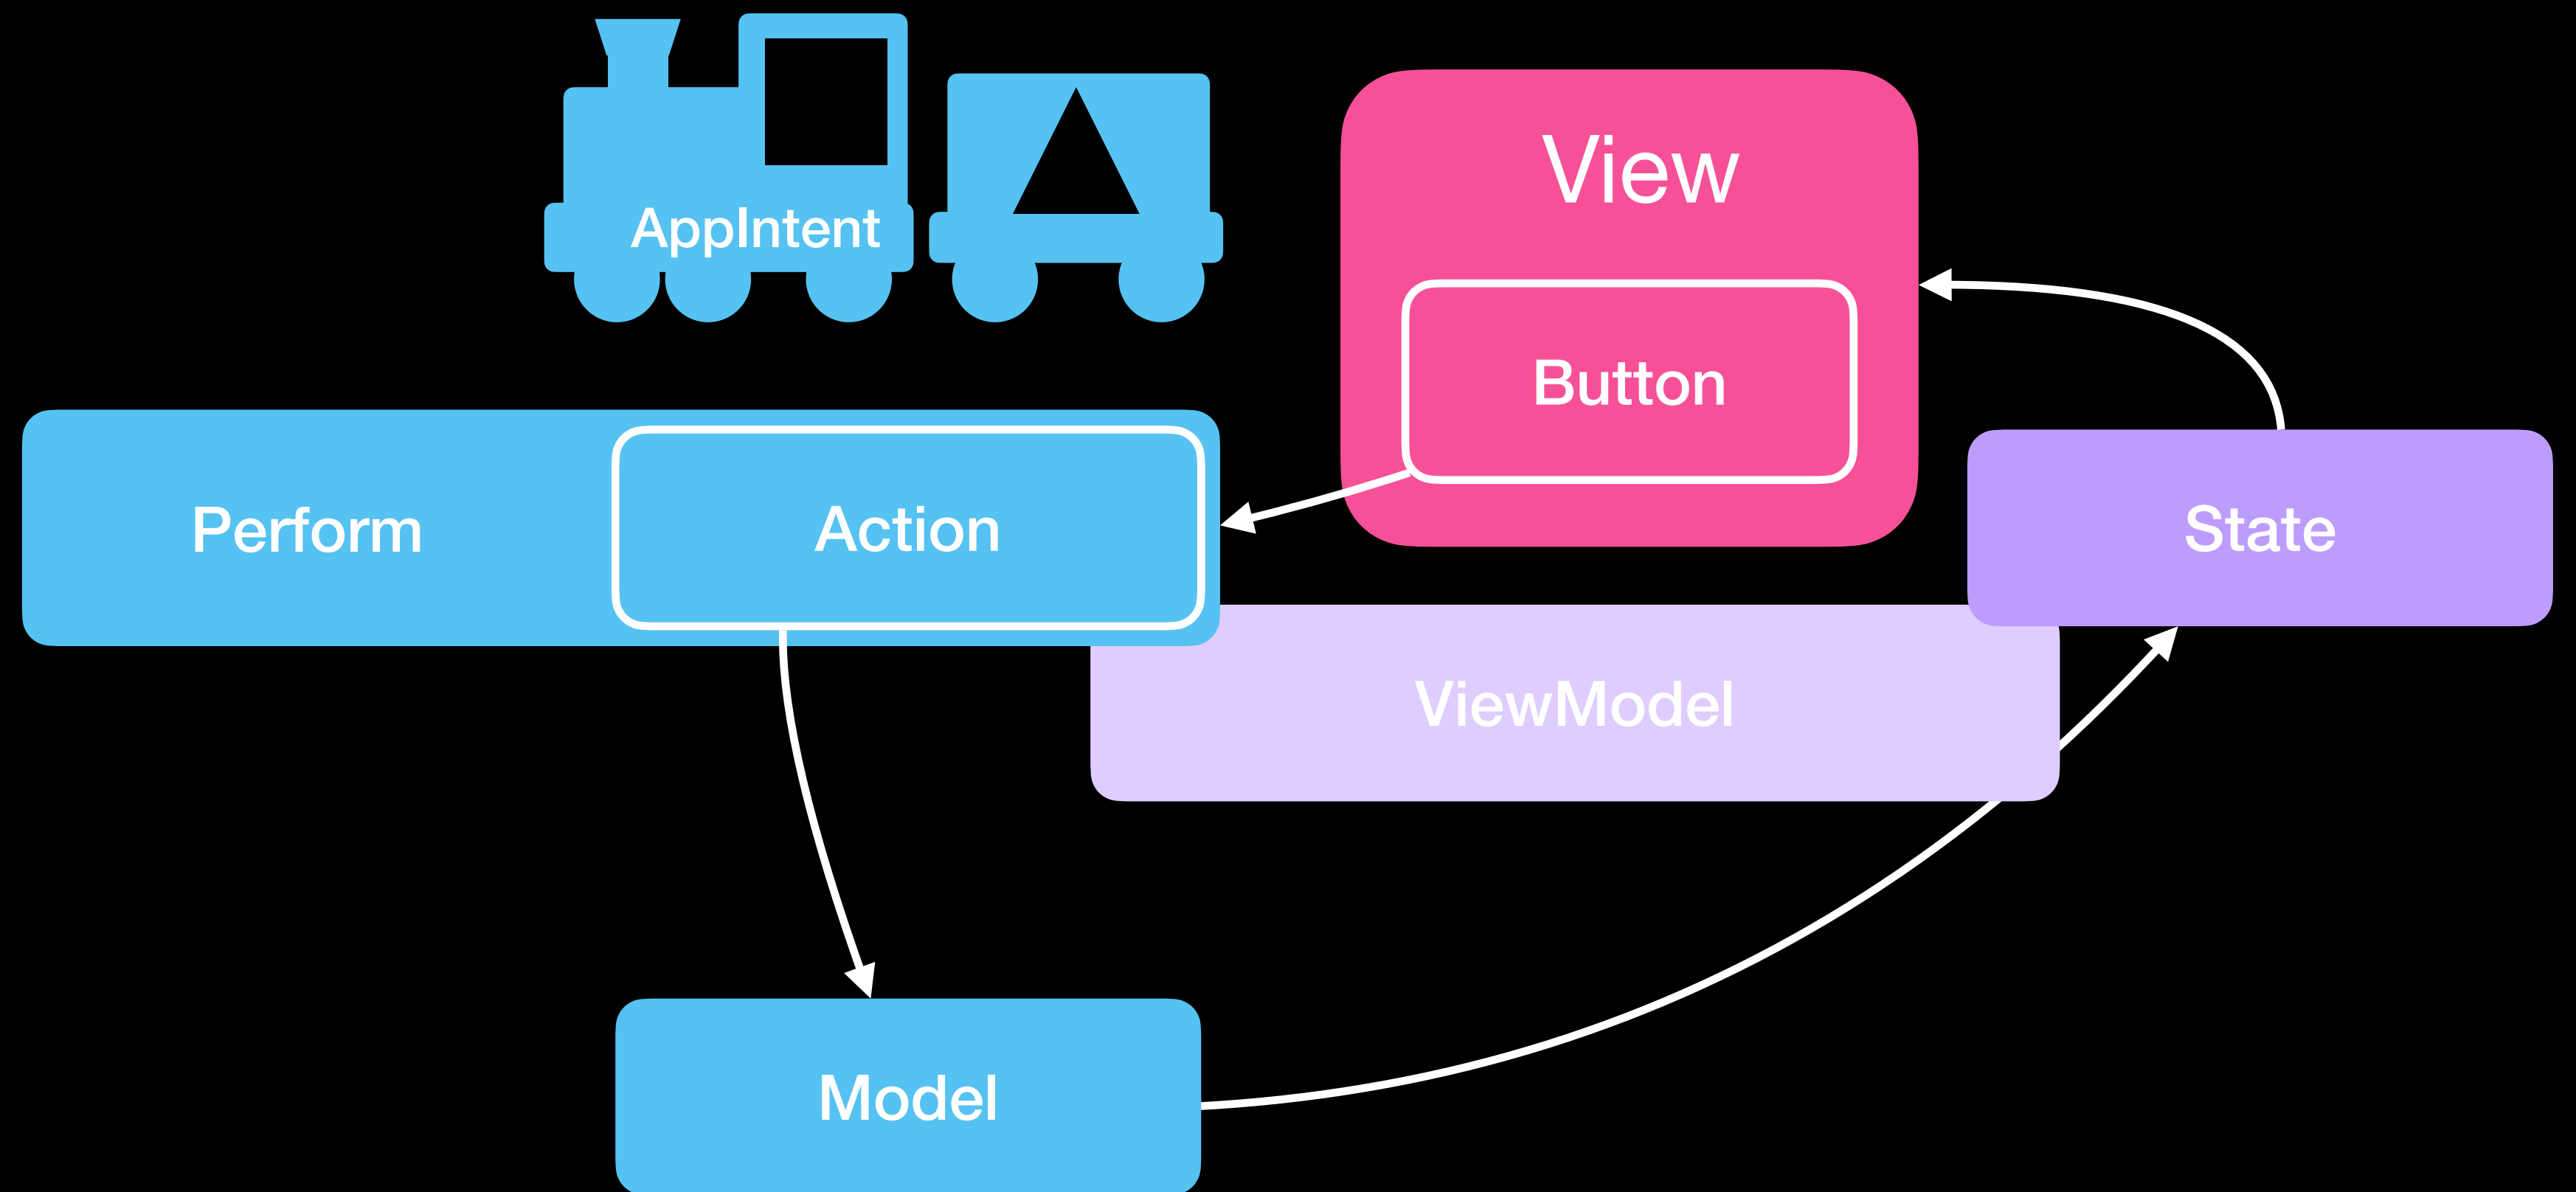 AppIntent
View
Button
Perform
Action
State
ViewModel
Model